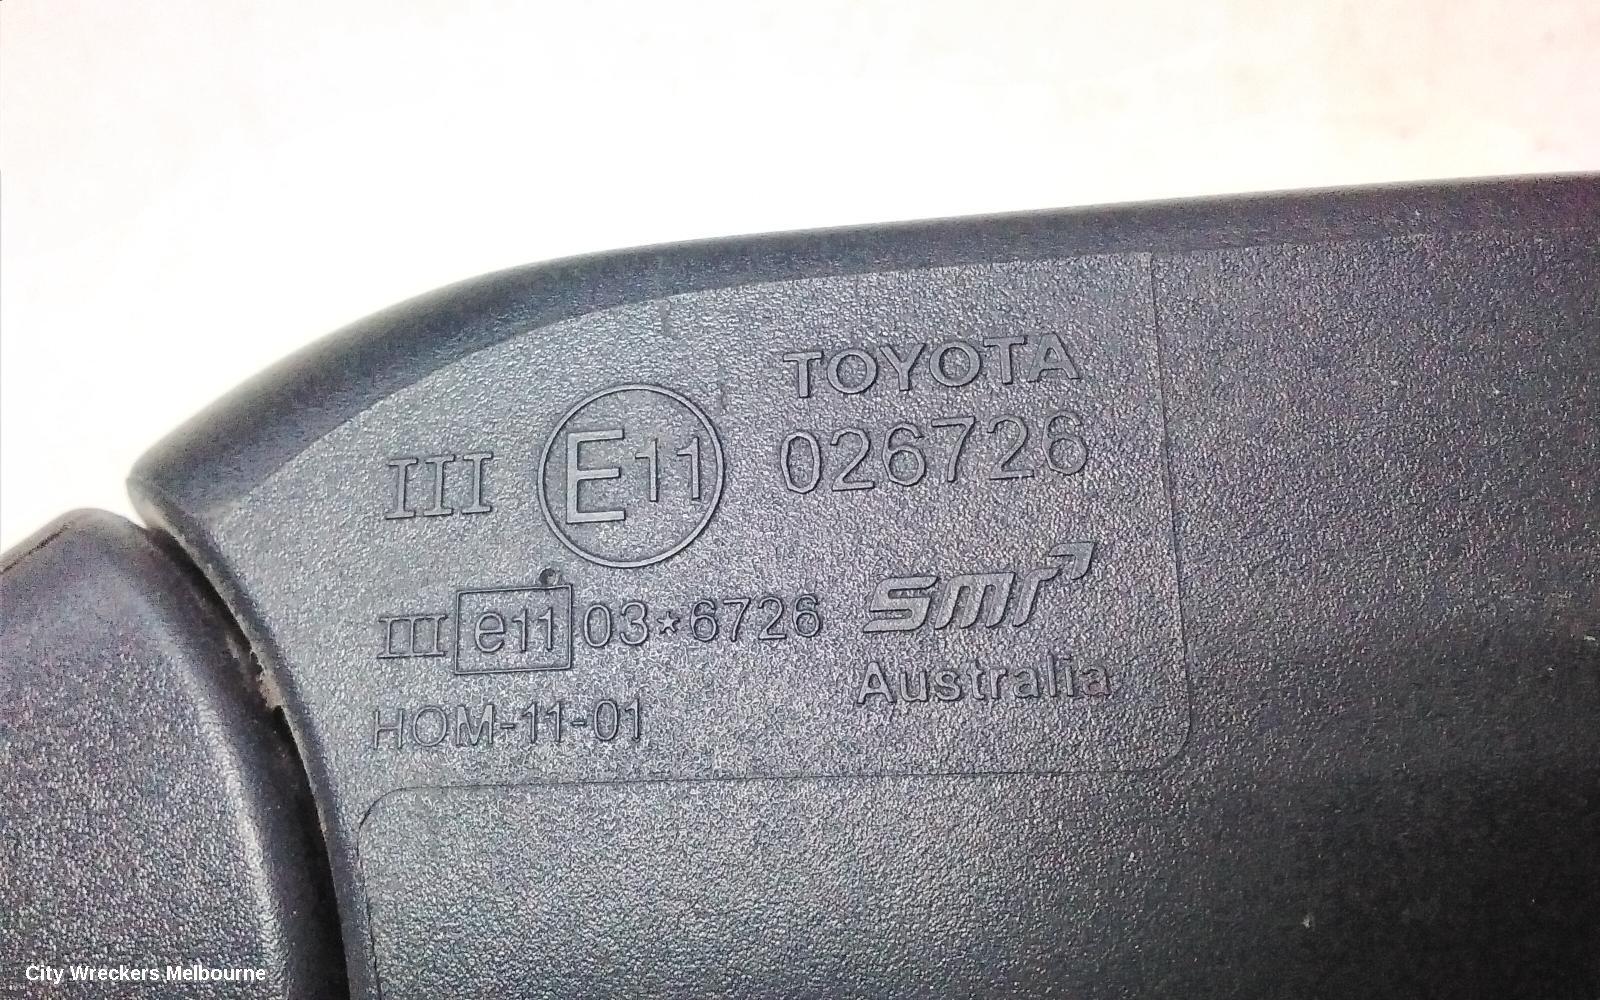 TOYOTA
III E11 026726
III e11 03*6726 smr
Australia
HOM-11-01
City Wreckers Melbourne